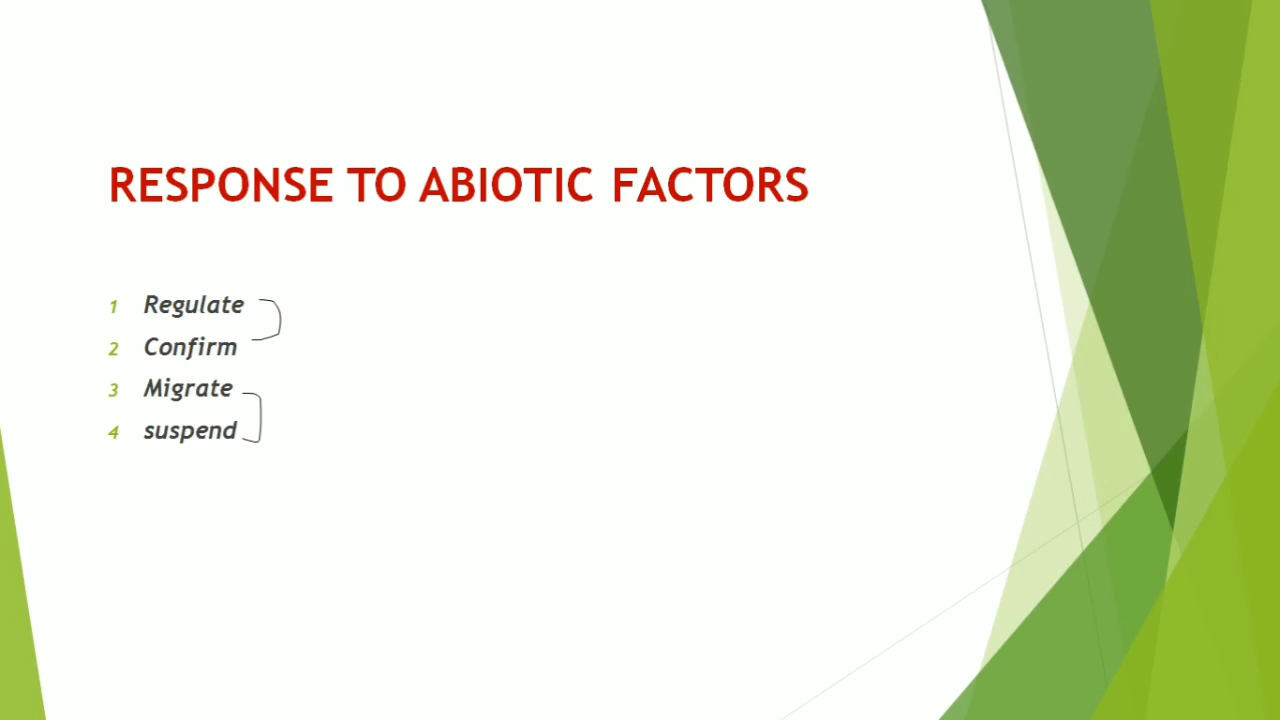 RESPONSE TO ABIOTIC FACTORS
1 Regulate
2 Confirm
3 Migrate
4 suspend